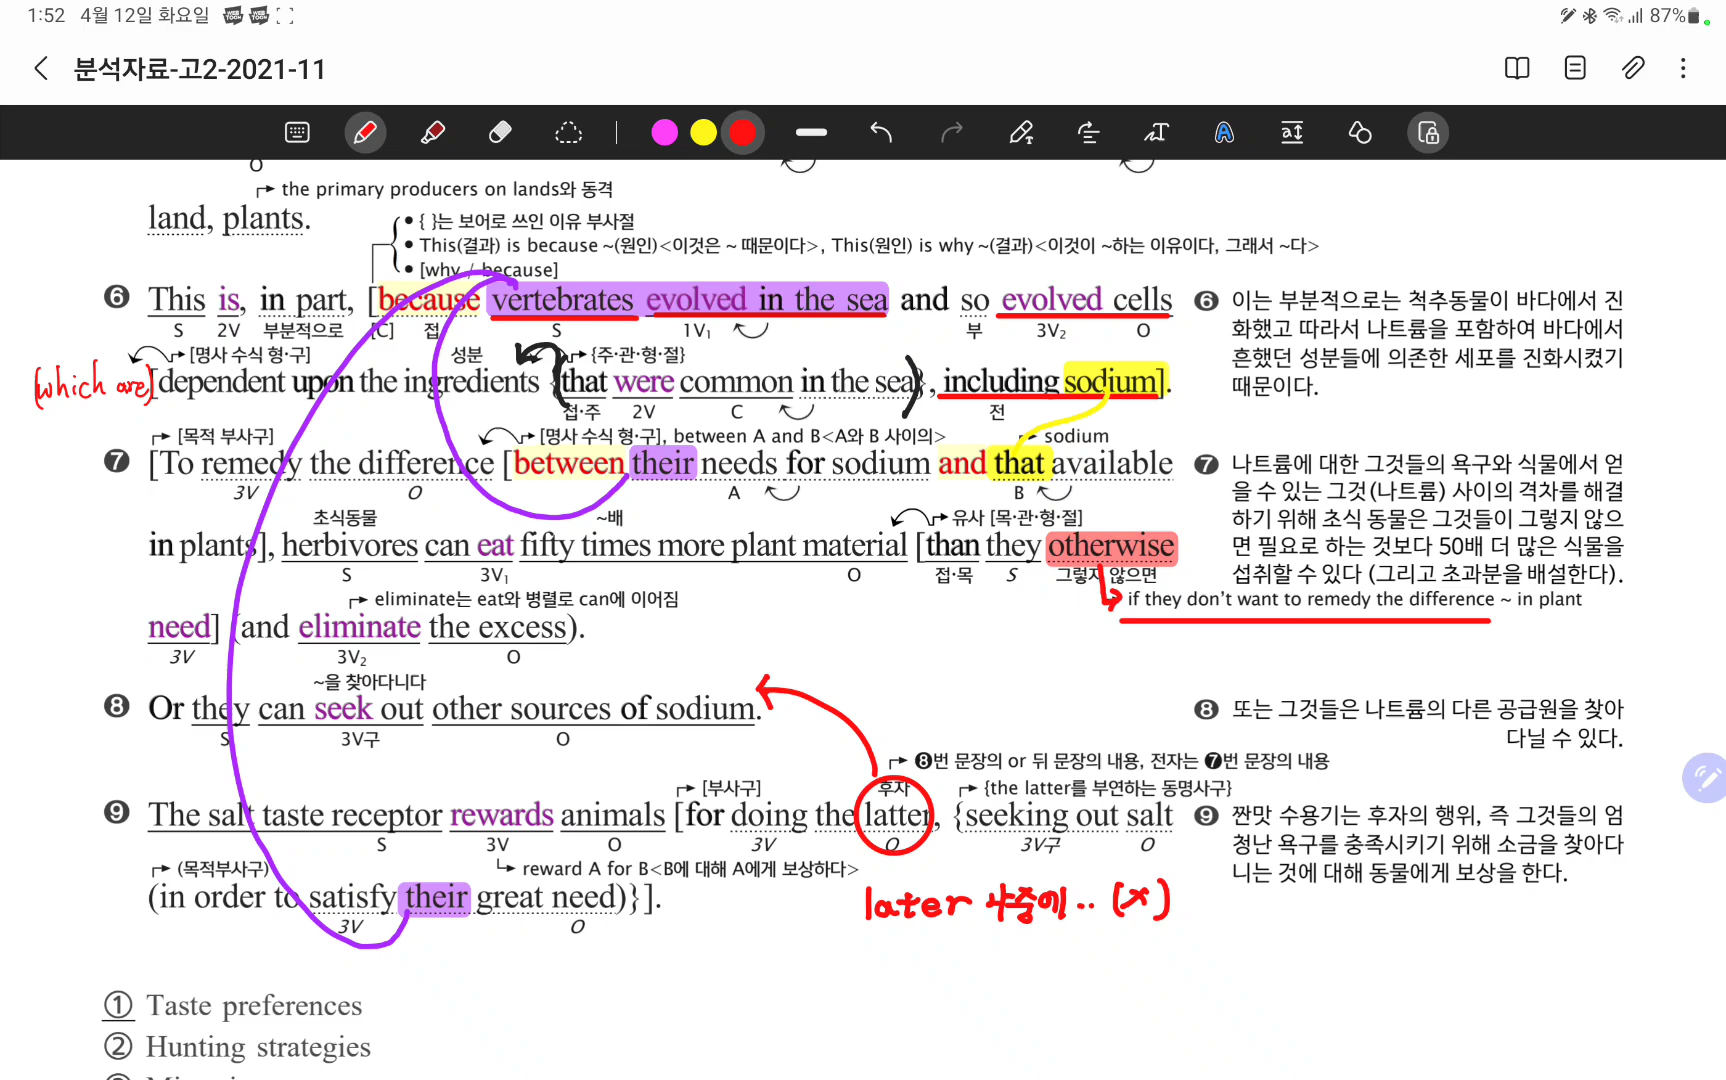 1:52 4월 12일 화요일 87%
분석자료-고2-2021-11
O
the primary producers on lands와 동격
land, plants.
• { }는 보어로 쓰인 이유 부사절
• This(결과) is because ~(원인)<이것은 ~ 때문이다>, This(원인) is why ~(결과)<이것이 ~하는 이유이다, 그래서 ~다>
• [why / because]
❻ This is, in part, [because vertebrates evolved in the sea and so evolved cells
S 2V 부분적으로 [C] 접 S 1V₁ 부 3V₂ O
[명사 수식 형·구] 성분 {주·관·형·절}
(which are) [dependent upon the ingredients {that were common in the sea}, including sodium].
접·주 2V C 전
❻ 이는 부분적으로는 척추동물이 바다에서 진
화했고 따라서 나트륨을 포함하여 바다에서
흔했던 성분들에 의존한 세포를 진화시켰기
때문이다.
[목적 부사구] [명사 수식 형·구], between A and B<A와 B 사이의> sodium
❼ [To remedy the difference [between their needs for sodium and that available
3V O A B
초식동물 ~배 유사 [목·관·형·절]
in plants], herbivores can eat fifty times more plant material [than they otherwise
S 3V₁ O 접·목 S 그렇지 않으면
eliminate는 eat와 병렬로 can에 이어짐
if they don't want to remedy the difference ~ in plant
need] (and eliminate the excess).
3V 3V₂ O
❼ 나트륨에 대한 그것들의 욕구와 식물에서 얻
을 수 있는 그것(나트륨) 사이의 격차를 해결
하기 위해 초식 동물은 그것들이 그렇지 않으
면 필요로 하는 것보다 50배 더 많은 식물을
섭취할 수 있다 (그리고 초과분을 배설한다).
~을 찾아다니다
❽ Or they can seek out other sources of sodium.
S 3V구 O
❽ 또는 그것들은 나트륨의 다른 공급원을 찾아
다닐 수 있다.
❽번 문장의 or 뒤 문장의 내용, 전자는 ❼번 문장의 내용
[부사구] 후자 {the latter를 부연하는 동명사구}
❾ The salt taste receptor rewards animals [for doing the latter, {seeking out salt
S 3V O 3V O 3V구 O
(목적부사구) reward A for B<B에 대해 A에게 보상하다>
(in order to satisfy their great need)}].
3V O
later 나중에.. (x)
❾ 짠맛 수용기는 후자의 행위, 즉 그것들의 엄
청난 욕구를 충족시키기 위해 소금을 찾아다
니는 것에 대해 동물에게 보상을 한다.
① Taste preferences
② Hunting strategies